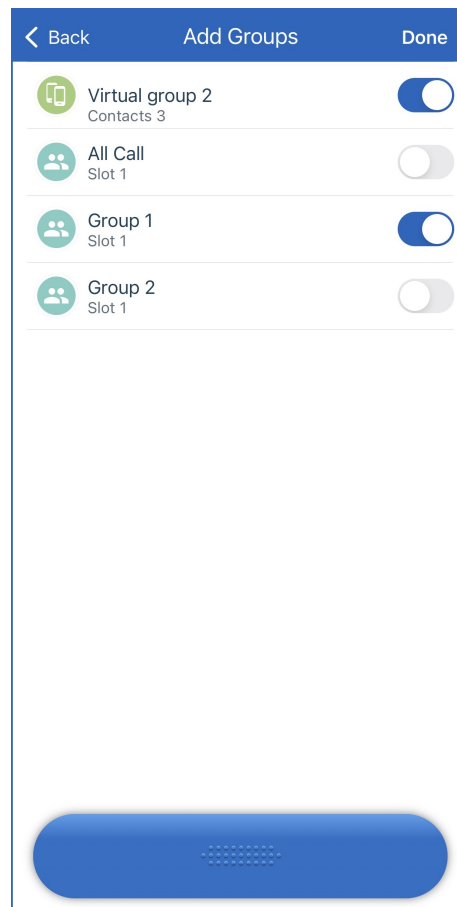 Back
Add Groups
Done
Virtual group 2
Contacts 3
All Call
Slot 1
Group 1
Slot 1
Group 2
Slot 1